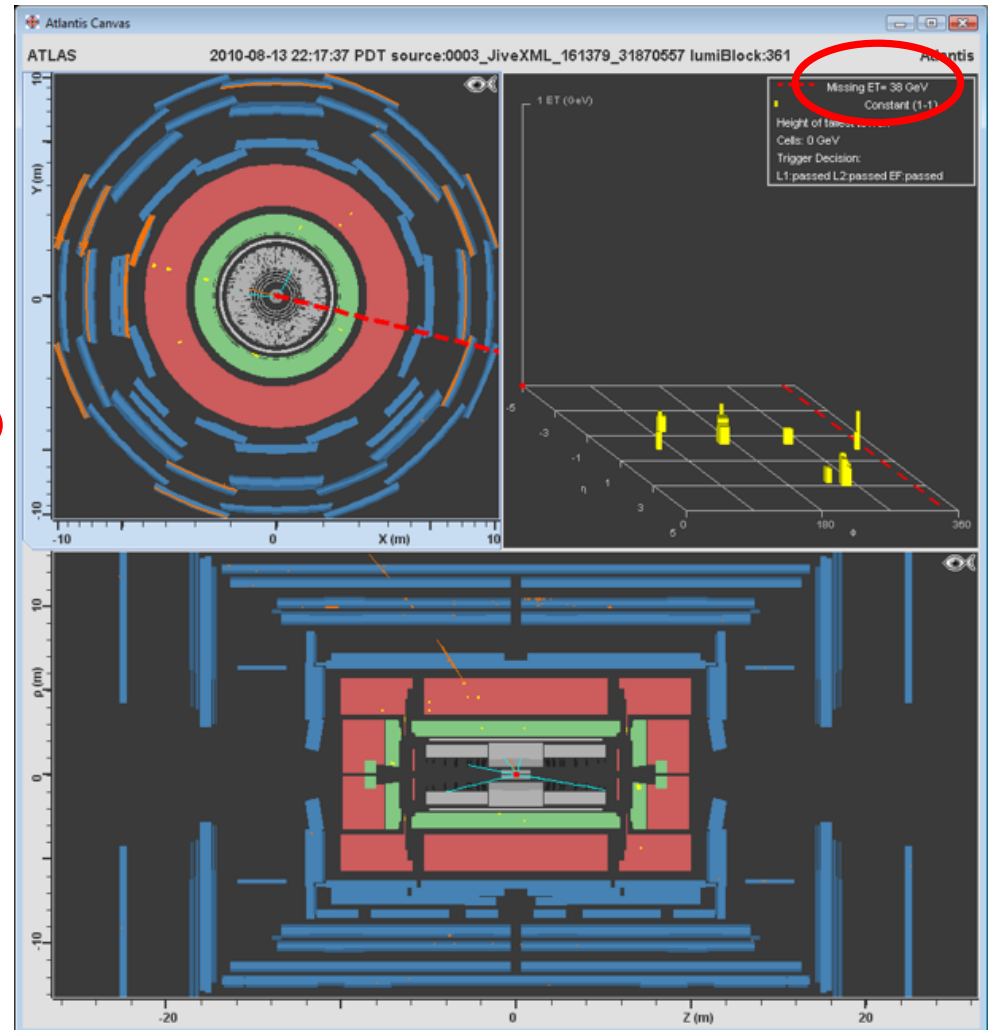 Atlantis Canvas
ATLAS 2010-08-13 22:17:37 PDT source:0003_JiveXML_161379_31870557 lumiBlock:361 Atlantis
10
Y (m)
0
-10
-10 0 X (m) 10
Missing ET= 38 GeV
Constant (1-1)
Height of tallest
Cells: 0 GeV
Trigger Decision:
L1:passed L2:passed EF:passed
1 ET (GeV)
-5
-3
-1
η 1
3
5
0 180 360
Φ
10
ρ (m)
0
-10
-20 0 Z (m) 20